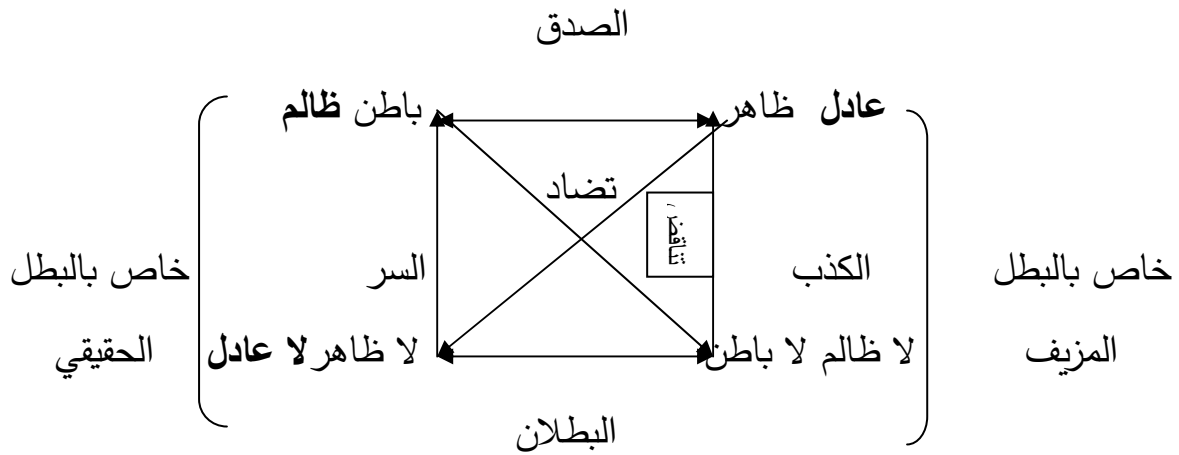 الصدق
عادل ظاهر
باطن ظالم
تضاد
تناقض
خاص بالبطل
الكذب
السر
خاص بالبطل
المزيف
لا ظالم لا باطن
لا ظاهر لا عادل
الحقيقي
البطلان